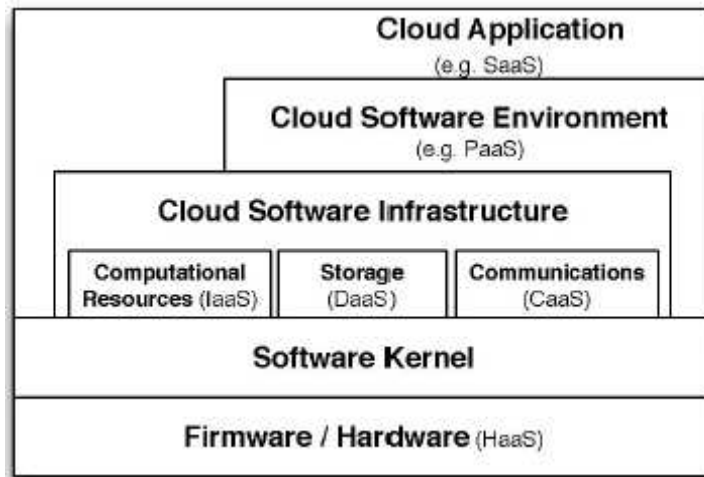 Cloud Application
(e.g. SaaS)
Cloud Software Environment
(e.g. PaaS)
Cloud Software Infrastructure
Computational
Resources (IaaS)
Storage
(DaaS)
Communications
(CaaS)
Software Kernel
Firmware / Hardware (HaaS)